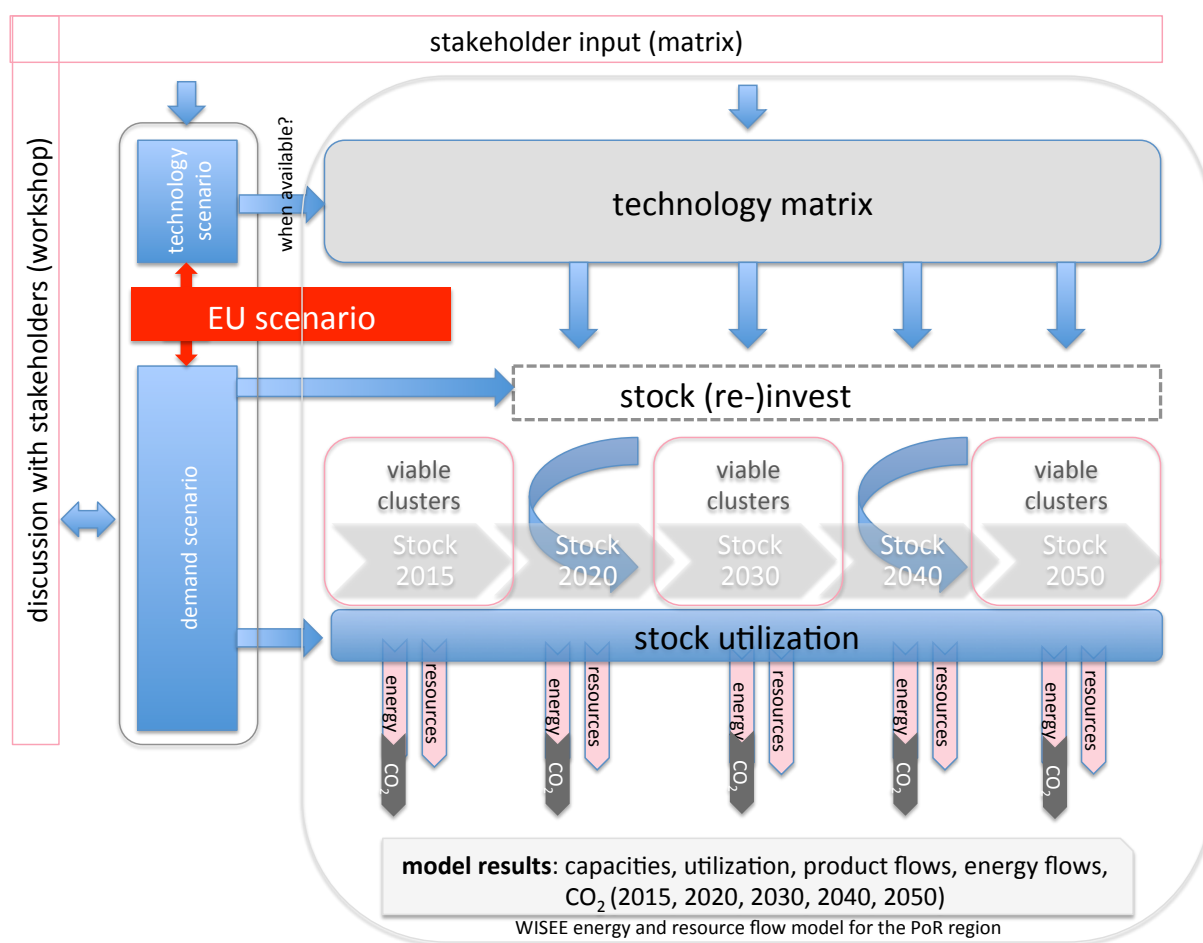 stakeholder input (matrix)
discussion with stakeholders (workshop)
technology
scenario
when available?
technology matrix
EU scenario
demand scenario
stock (re-)invest
viable
clusters
viable
clusters
viable
clusters
Stock
2015
Stock
2020
Stock
2030
Stock
2040
Stock
2050
stock utilization
energy
resources
energy
resources
energy
resources
energy
resources
energy
resources
CO₂
CO₂
CO₂
CO₂
CO₂
model results: capacities, utilization, product flows, energy flows,
CO₂ (2015, 2020, 2030, 2040, 2050)
WISEE energy and resource flow model for the PoR region